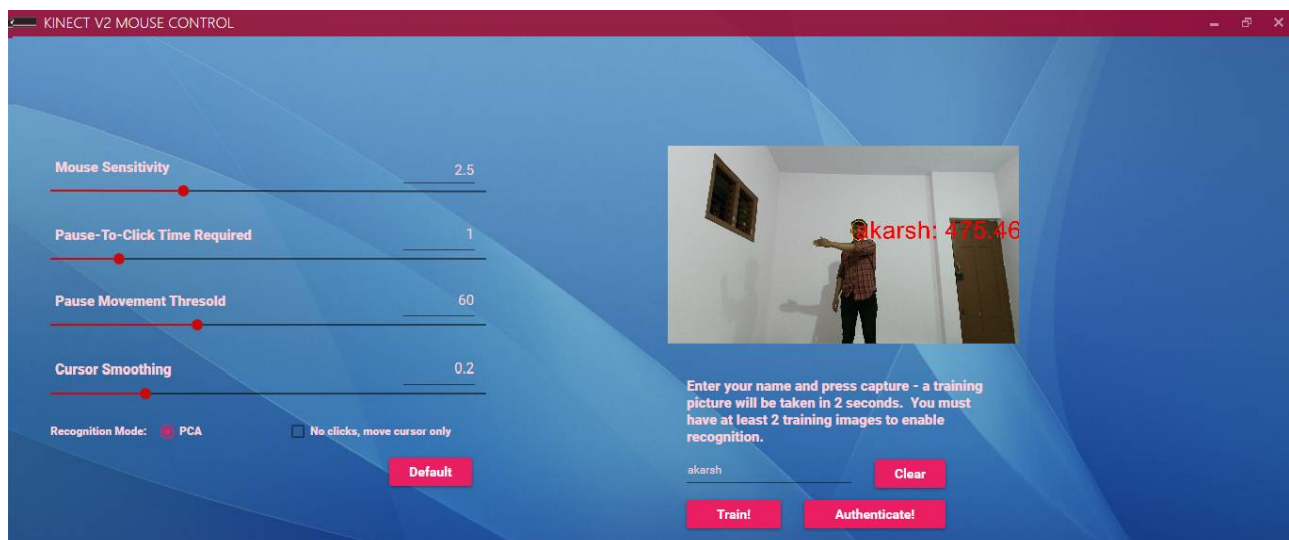 KINECT V2 MOUSE CONTROL
Mouse Sensitivity
2.5
Pause-To-Click Time Required
1
Pause Movement Thresold
60
Cursor Smoothing
0.2
Recognition Mode:
PCA
No clicks, move cursor only
Default
akarsh: 475.46
Enter your name and press capture - a training
picture will be taken in 2 seconds. You must
have at least 2 training images to enable
recognition.
akarsh
Clear
Train!
Authenticate!